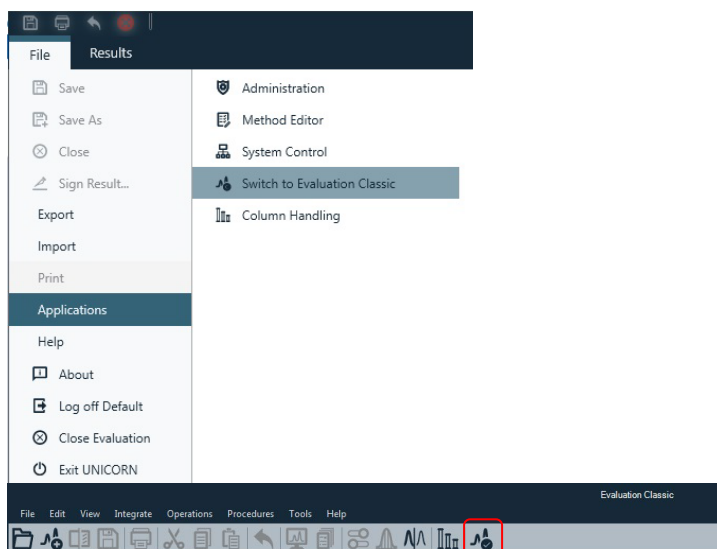 File Results
Save
Save As
Close
Sign Result...
Export
Import
Print
Applications
Help
About
Log off Default
Close Evaluation
Exit UNICORN
Administration
Method Editor
System Control
Switch to Evaluation Classic
Column Handling
Evaluation Classic
File Edit View Integrate Operations Procedures Tools Help